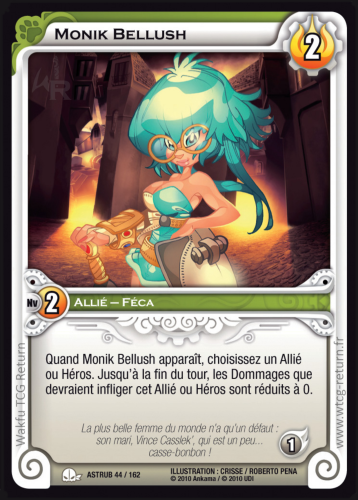 Monik Bellush
2
Nv 2 Allié – Féca
Quand Monik Bellush apparaît, choisissez un Allié
ou Héros. Jusqu'à la fin du tour, les Dommages que
devraient infliger cet Allié ou Héros sont réduits à 0.
La plus belle femme du monde n'a qu'un défaut :
son mari, Vince Casslek', qui est un peu...
casse-bonbon !
1
ASTRUB 44 / 162
ILLUSTRATION : CRISSE / ROBERTO PENA
© 2010 Ankama / © 2010 UDI
Wakfu TCG Return
www.wtcg-return.fr